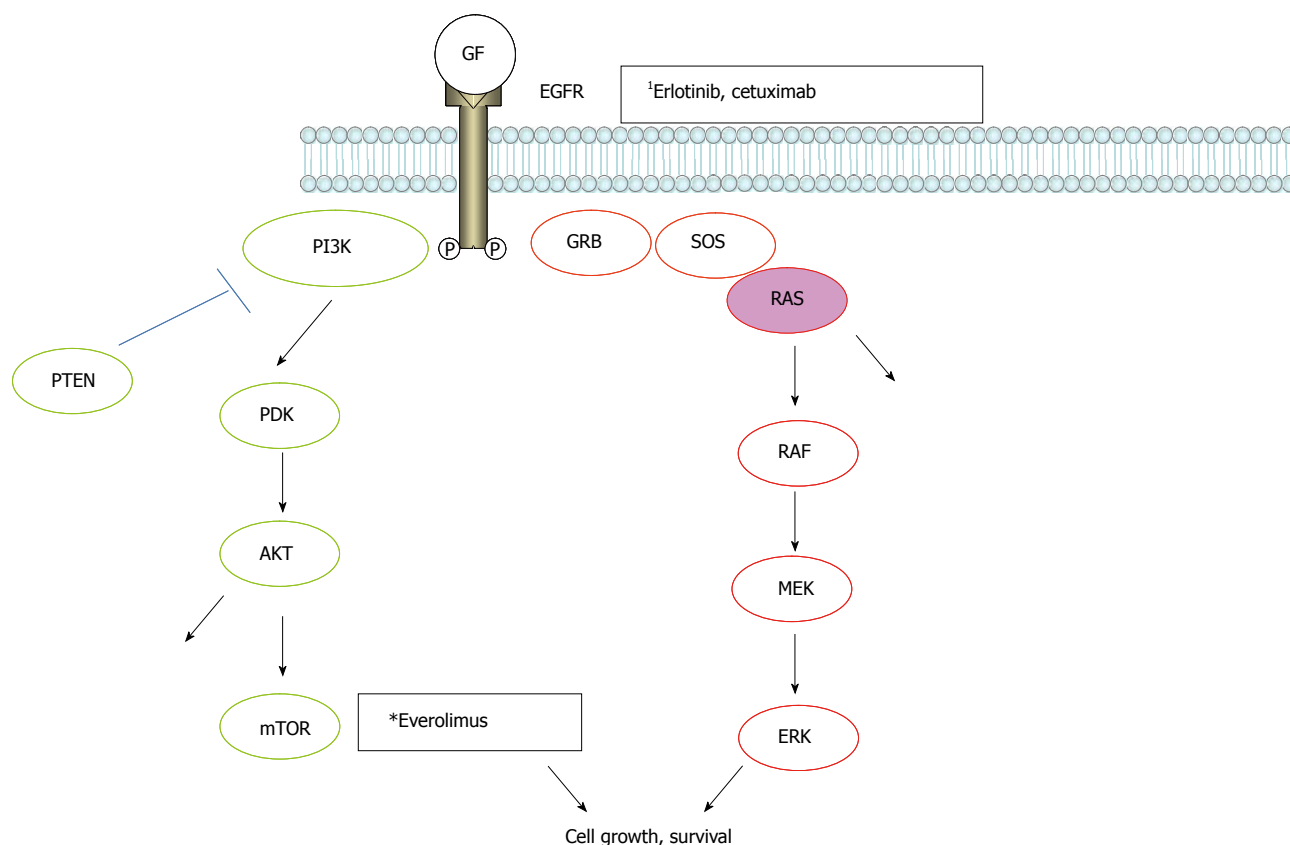 GF
EGFR
¹Erlotinib, cetuximab
PI3K
P
P
GRB
SOS
RAS
PTEN
PDK
RAF
AKT
MEK
mTOR
*Everolimus
ERK
Cell growth, survival